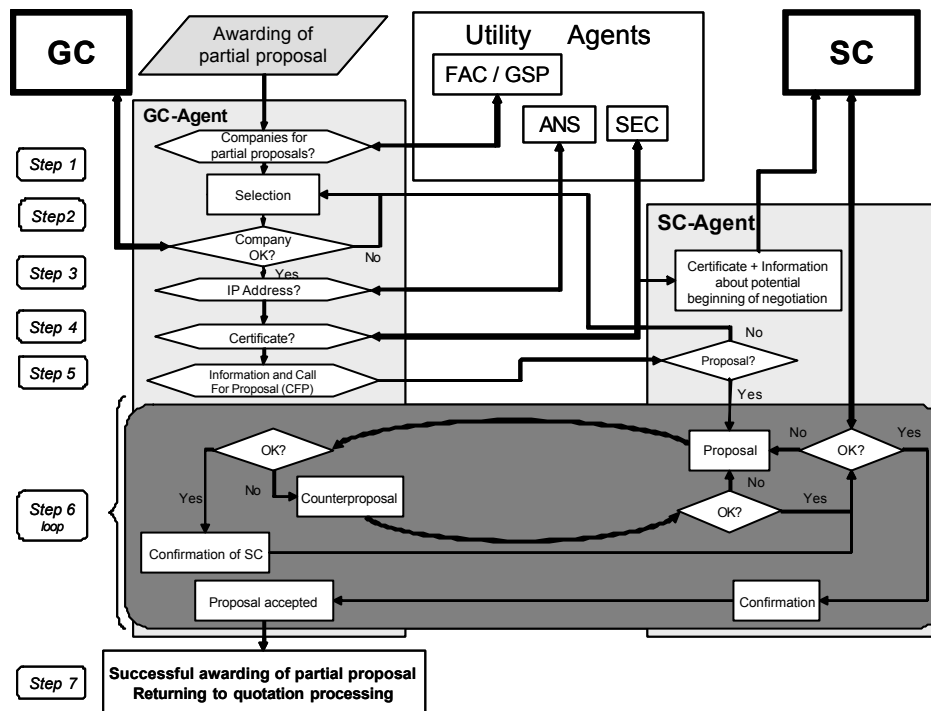 GC
Awarding of
partial proposal
Utility Agents
FAC / GSP
ANS
SEC
SC
GC-Agent
Companies for
partial proposals?
Step 1
Selection
Step2
Company
OK?
No
Yes
Step 3
IP Address?
SC-Agent
Certificate + Information
about potential
beginning of negotiation
Step 4
Certificate?
No
Proposal?
Step 5
Information and Call
For Proposal (CFP)
Yes
Step 6
loop
OK?
Yes
No
Counterproposal
Proposal
No
OK?
Yes
No
OK?
Yes
Confirmation of SC
Proposal accepted
Confirmation
Step 7
Successful awarding of partial proposal
Returning to quotation processing